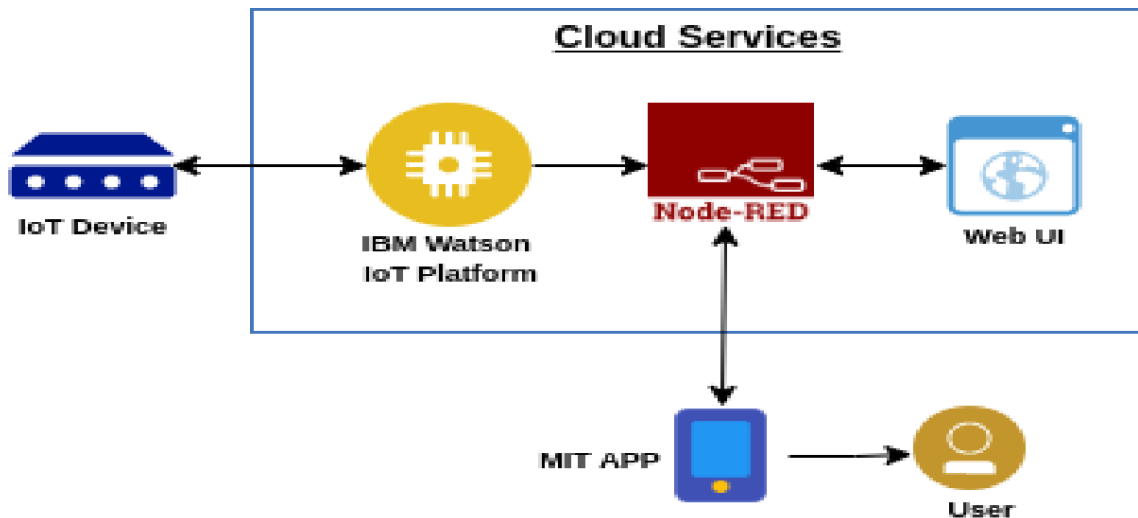 Cloud Services
IoT Device
IBM Watson
IoT Platform
Node-RED
Web UI
MIT APP
User